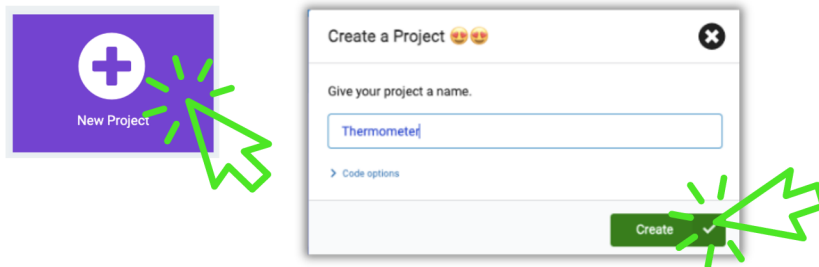 New Project
Create a Project 😍😍
Give your project a name.
Thermometer
Code options
Create